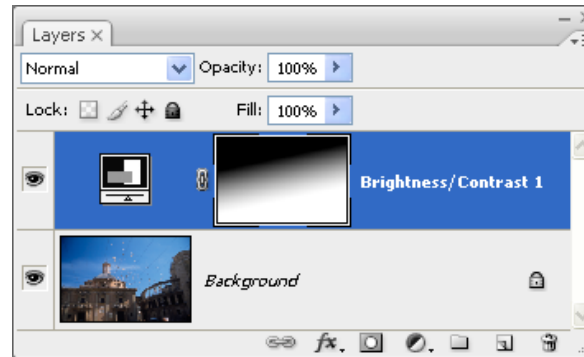 Layers ×
Normal Opacity: 100%
Lock: Fill: 100%
Brightness/Contrast 1
Background
fx.